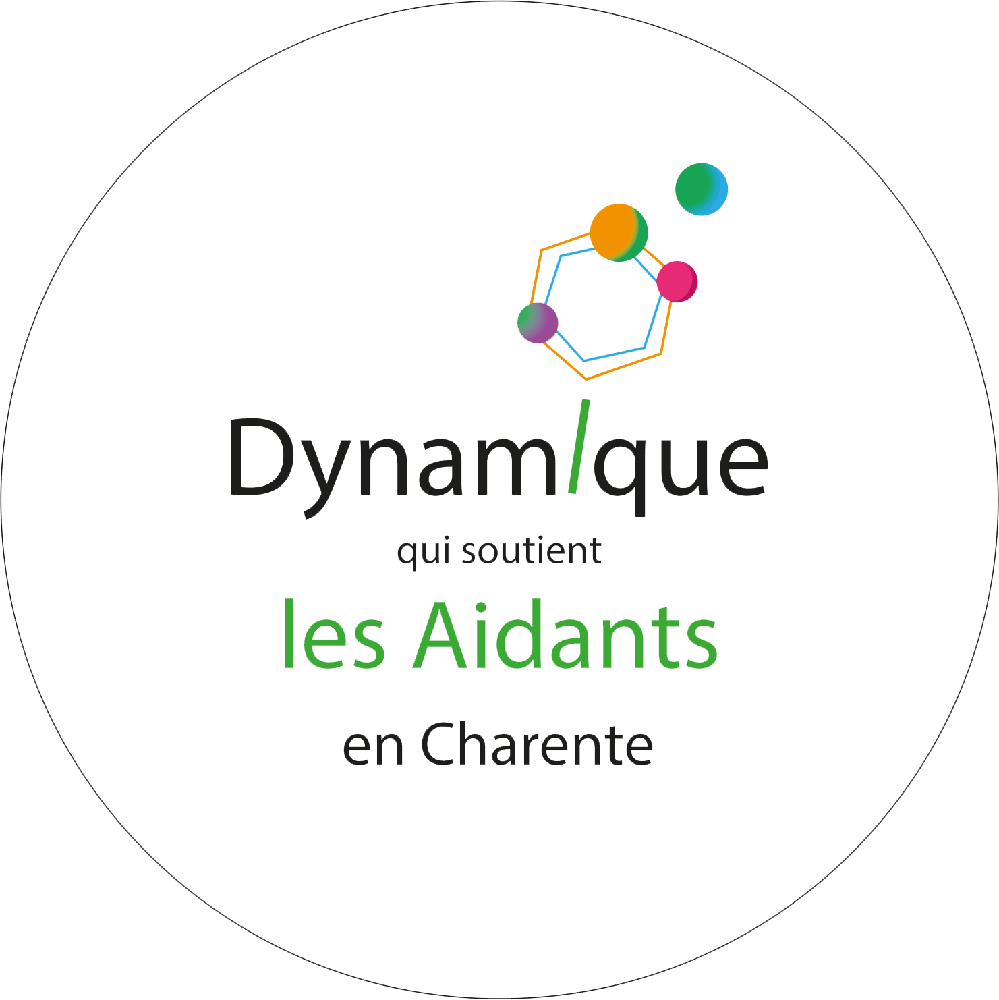 Dynamique
qui soutient
les Aidants
en Charente